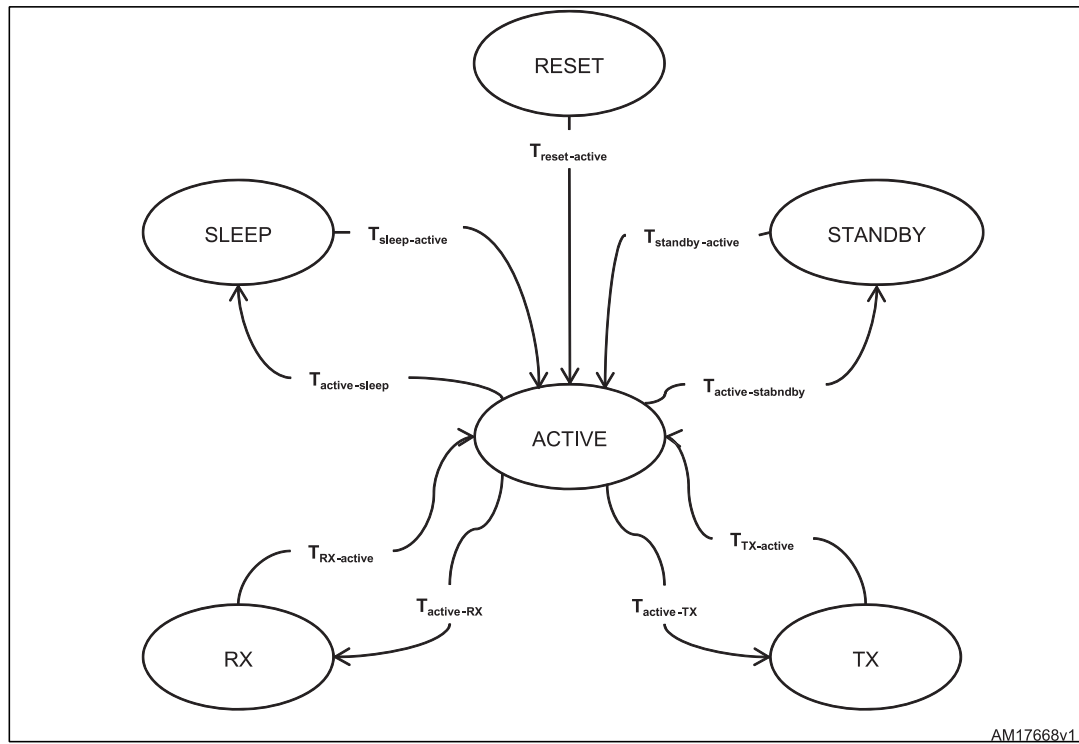 RESET
Treset-active
SLEEP
Tsleep-active
Tstandby-active
STANDBY
Tactive-sleep
Tactive-stabndby
ACTIVE
TRX-active
TTX-active
Tactive-RX
Tactive-TX
RX
TX
AM17668v1